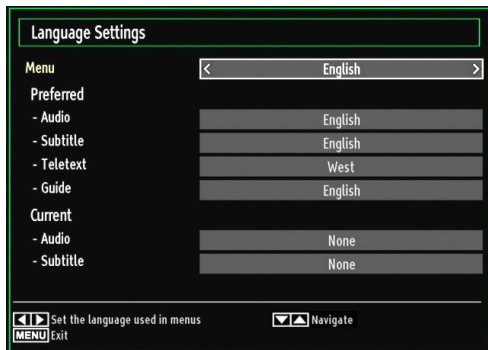 Language Settings
Menu < English >
Preferred
- Audio English
- Subtitle English
- Teletext West
- Guide English
Current
- Audio None
- Subtitle None
◀ ▶ Set the language used in menus ▼ ▲ Navigate
MENU Exit